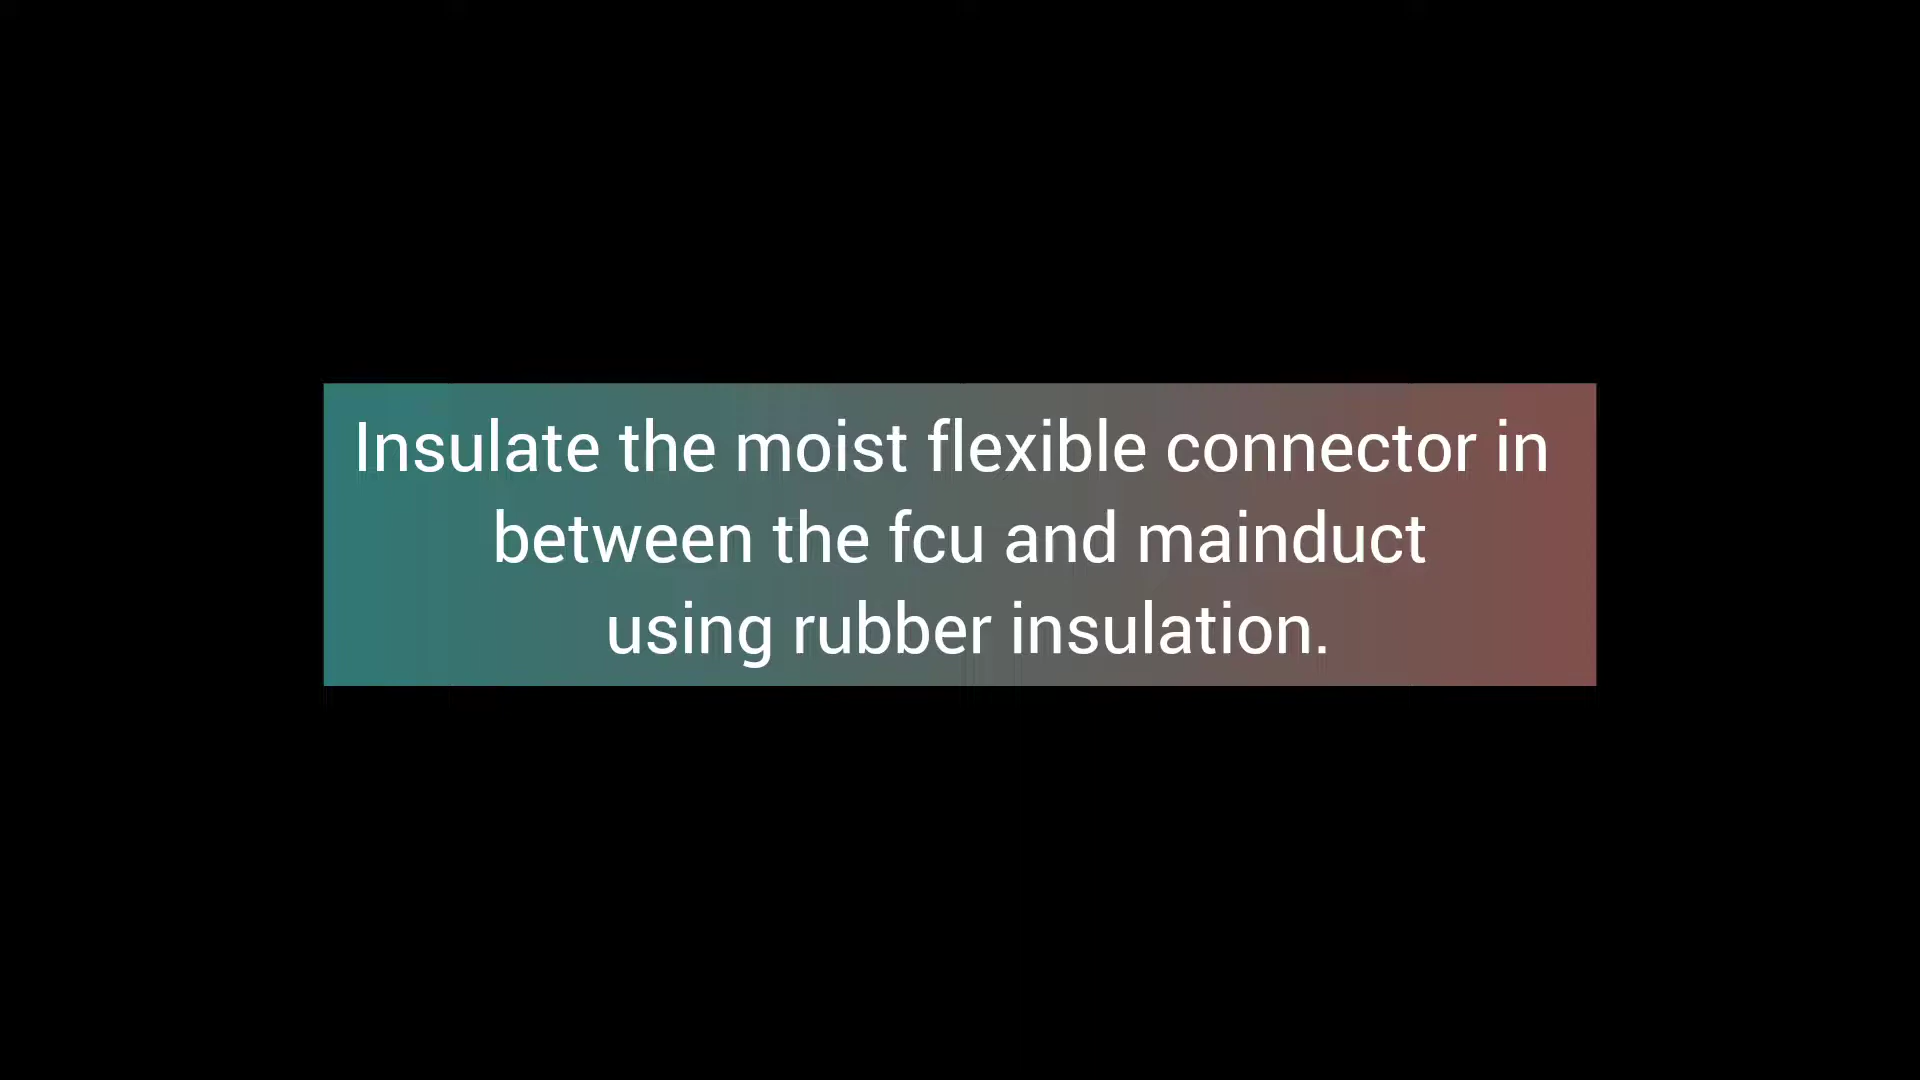 Insulate the moist flexible connector in
between the fcu and mainduct
using rubber insulation.